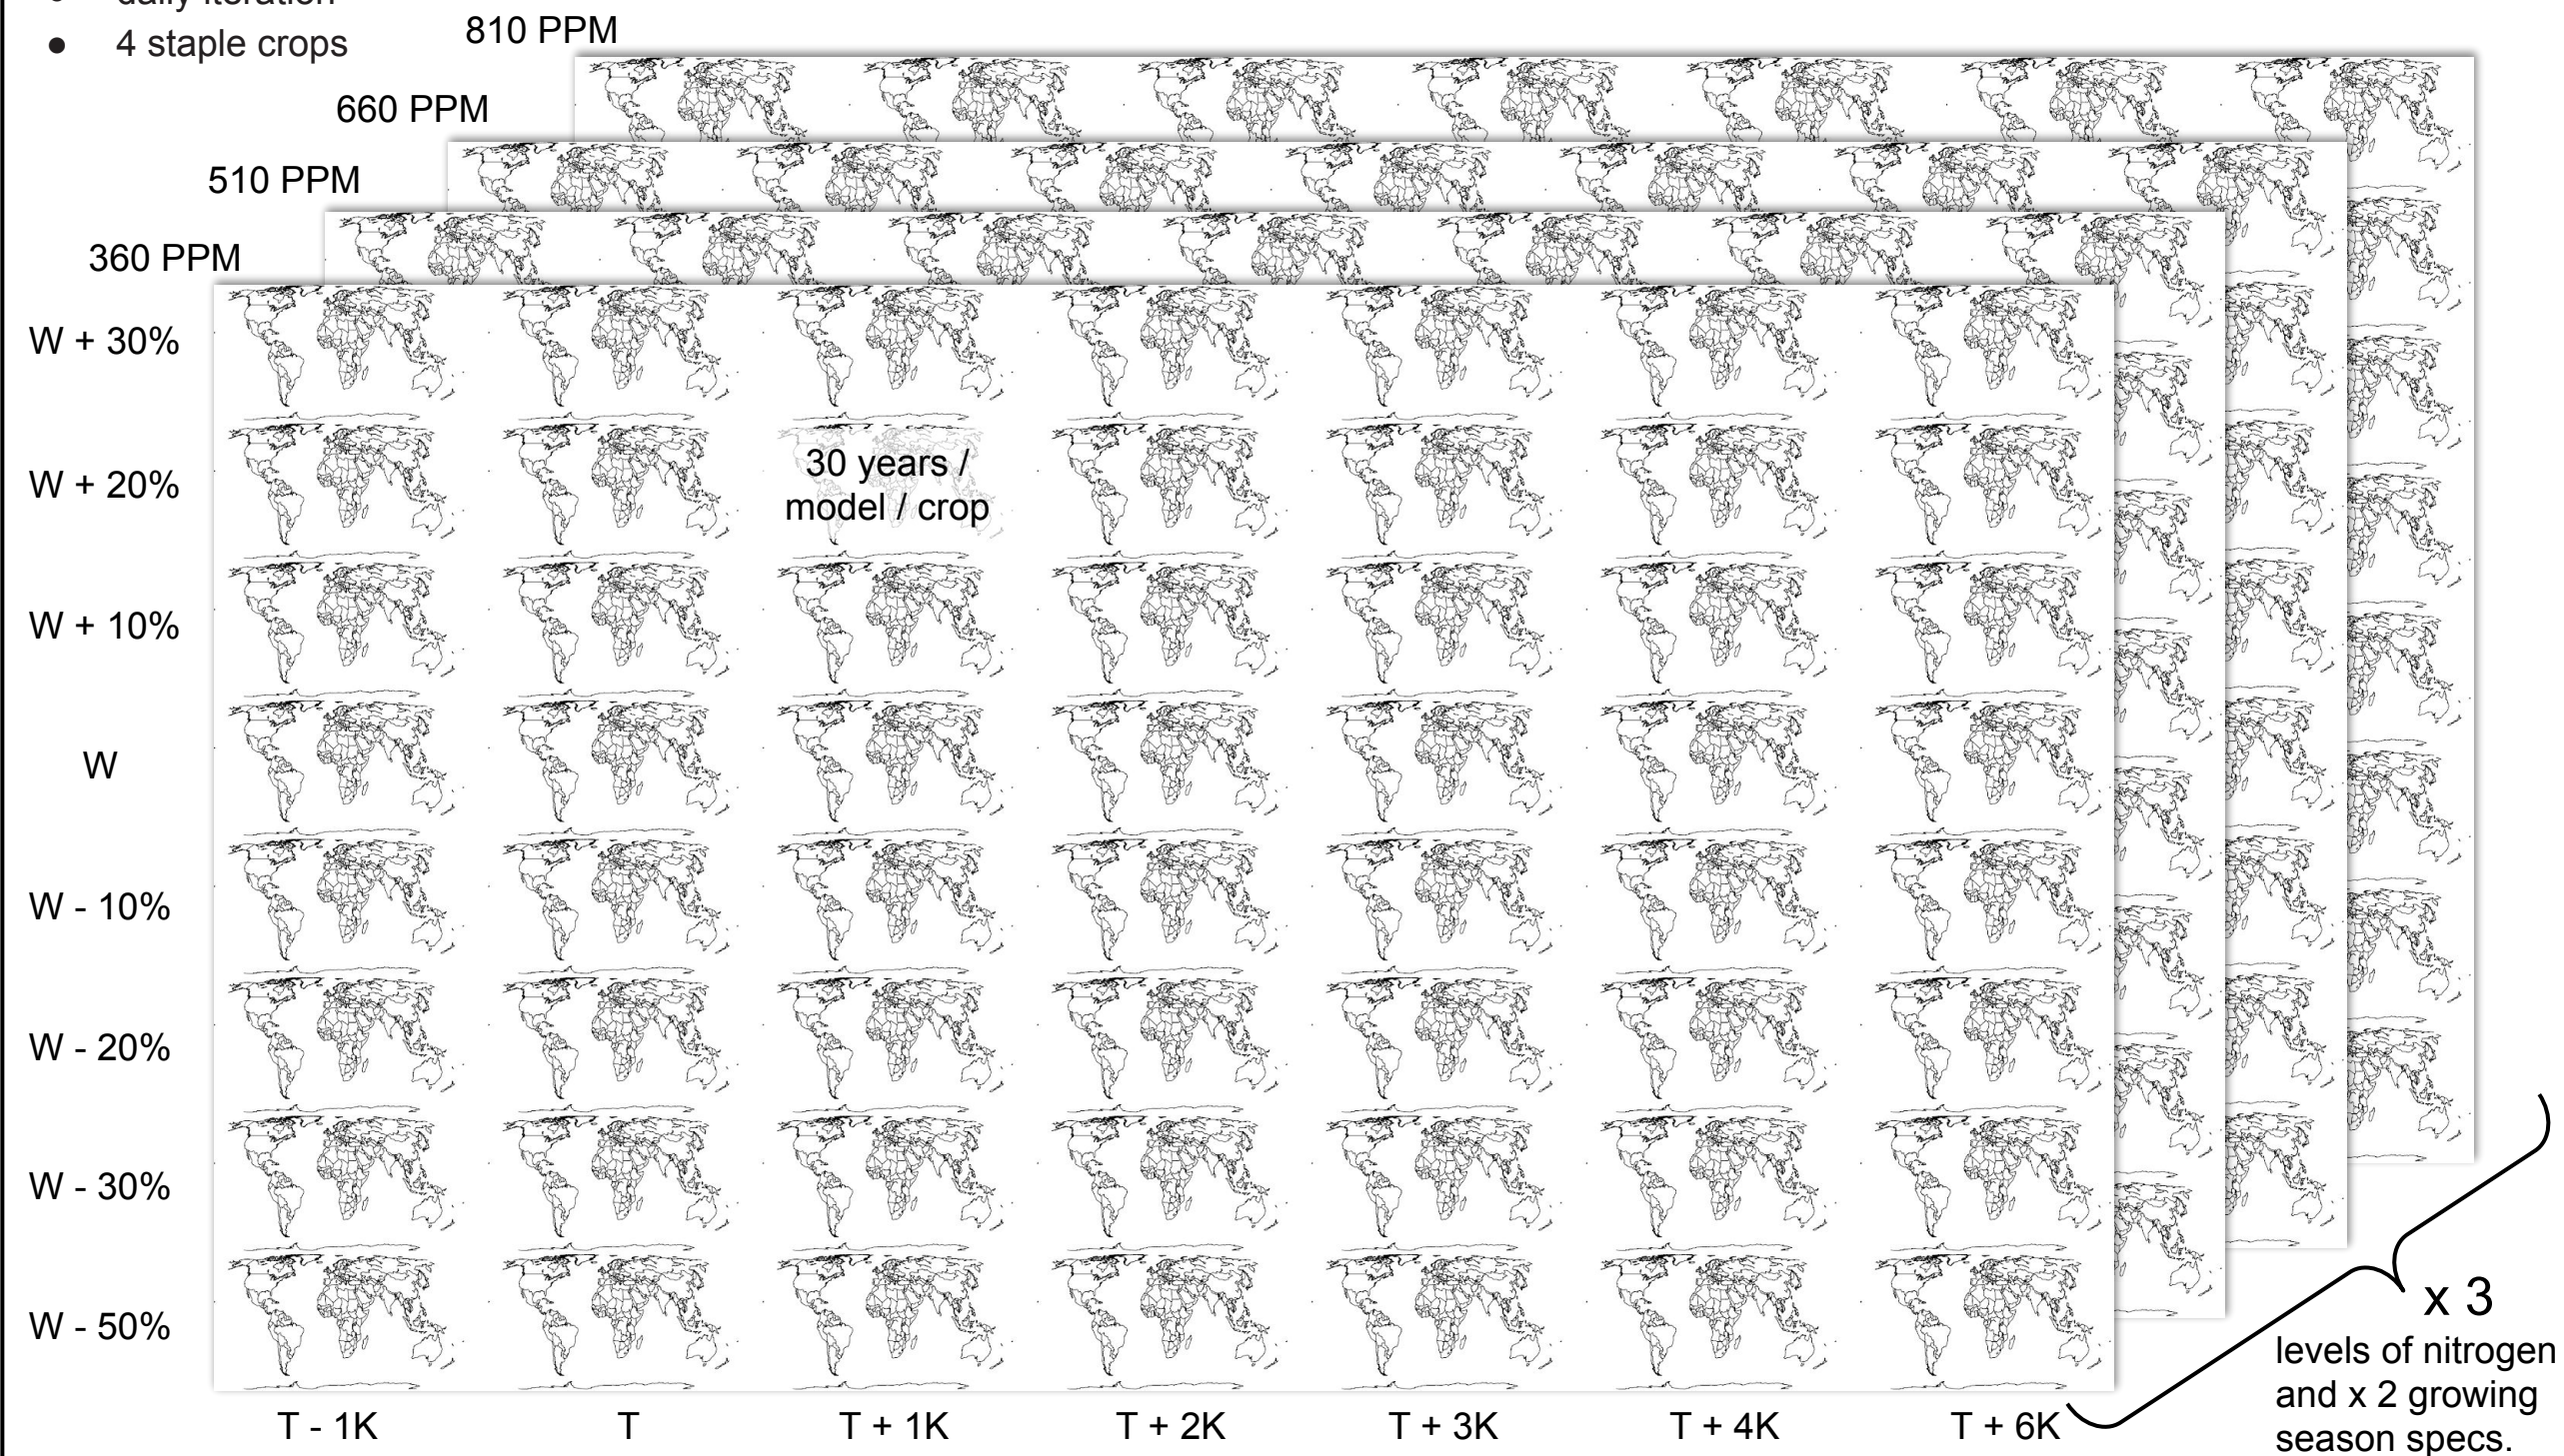 daily iteration
● 4 staple crops
810 PPM
660 PPM
510 PPM
360 PPM
W + 30%
W + 20%
30 years /
model / crop
W + 10%
W
W - 10%
W - 20%
W - 30%
W - 50%
T - 1K
T
T + 1K
T + 2K
T + 3K
T + 4K
T + 6K
x 3
levels of nitrogen
and x 2 growing
season specs.